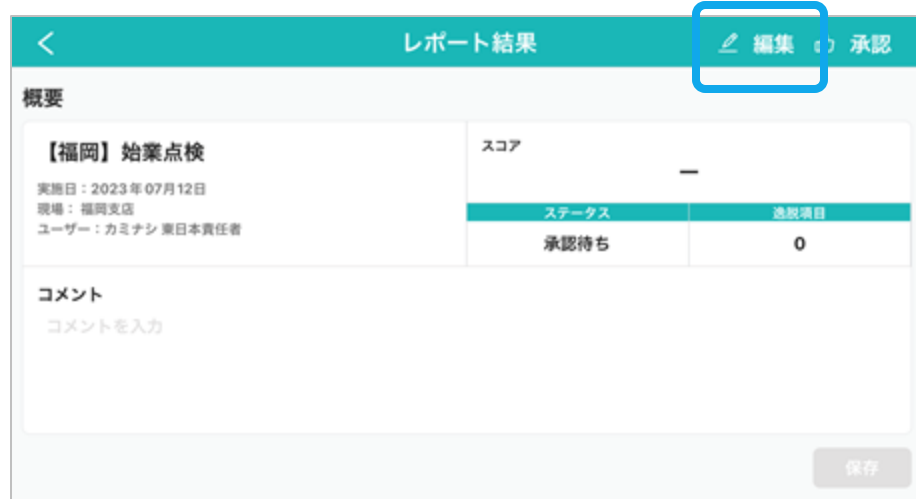 レポート結果
編集
承認
概要
【福岡】始業点検
実施日：2023年07月12日
現場： 福岡支店
ユーザー：カミナシ 東日本責任者
スコア
ー
ステータス
逸脱項目
承認待ち
0
コメント
コメントを入力
保存